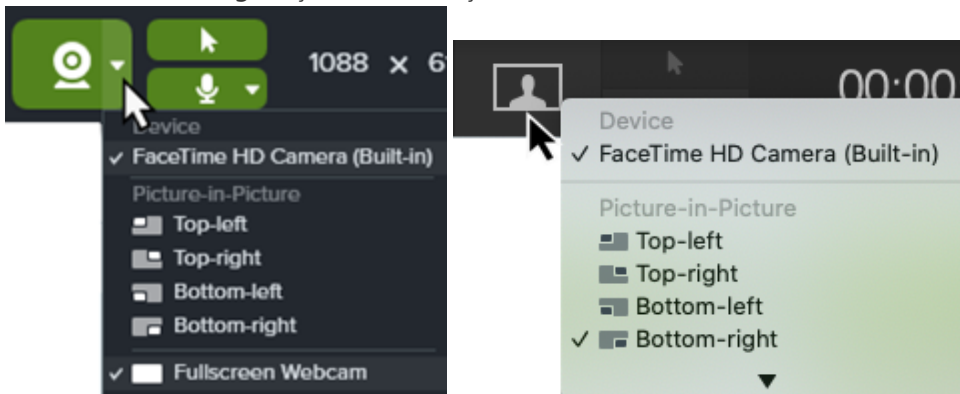 1088 x 6
Device
FaceTime HD Camera (Built-in)
Picture-in-Picture
Top-left
Top-right
Bottom-left
Bottom-right
Fullscreen Webcam
00:00
Device
FaceTime HD Camera (Built-in)
Picture-in-Picture
Top-left
Top-right
Bottom-left
Bottom-right